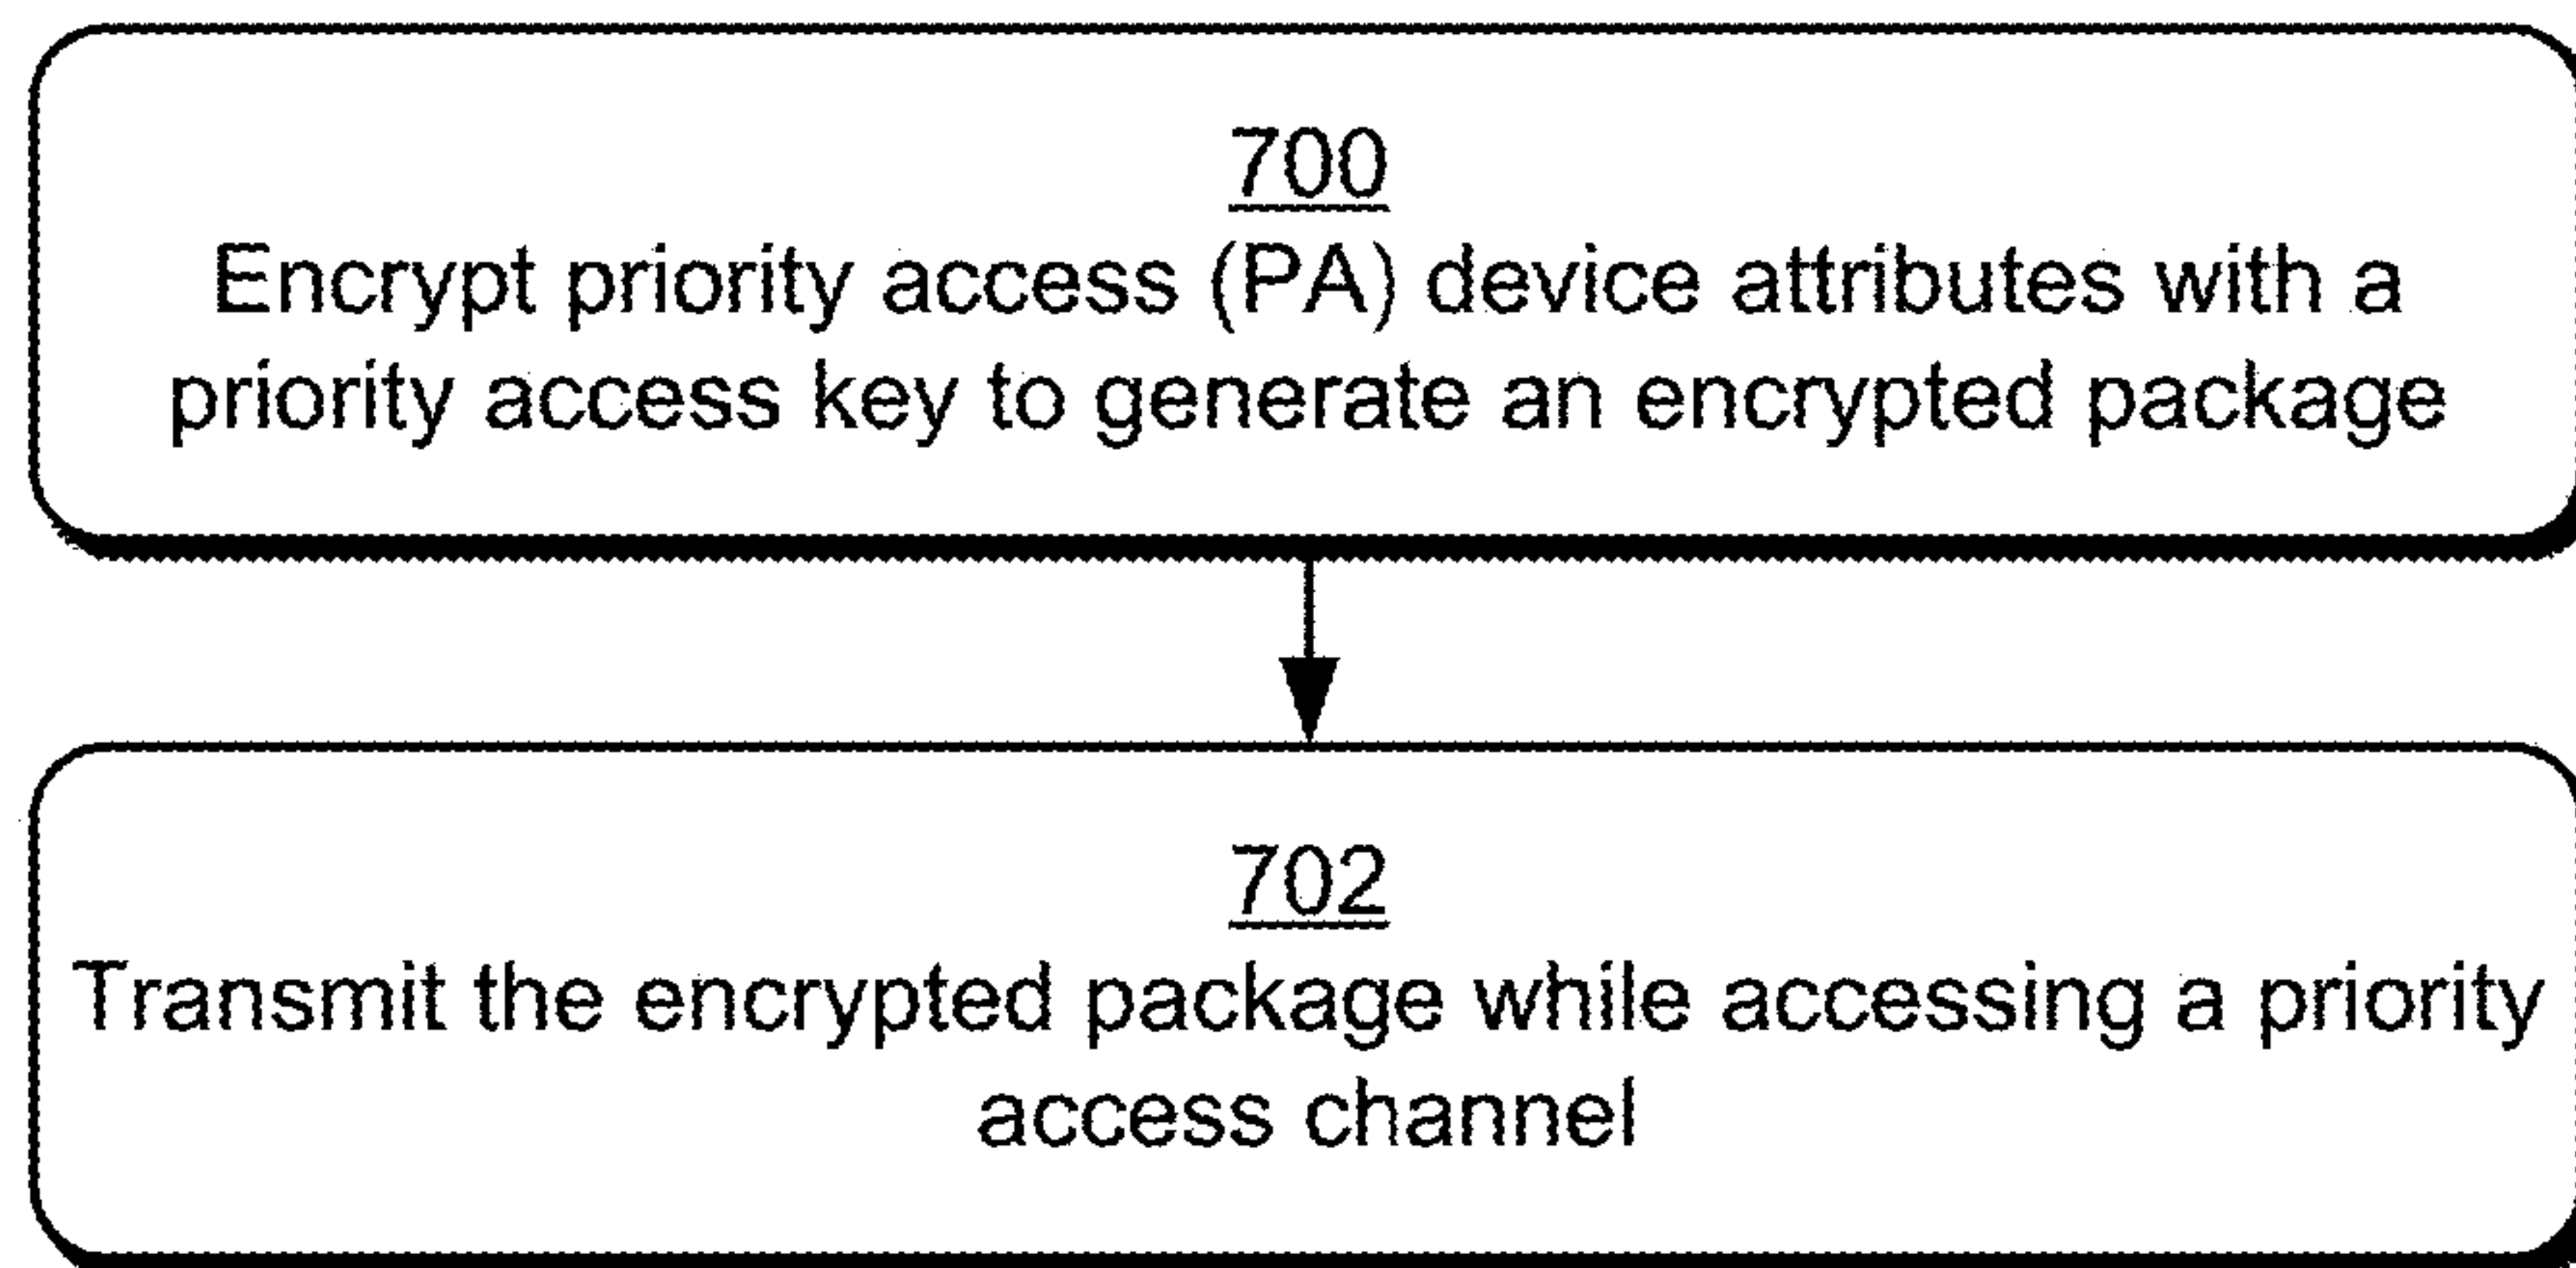 700
Encrypt priority access (PA) device attributes with a
priority access key to generate an encrypted package
702
Transmit the encrypted package while accessing a priority
access channel